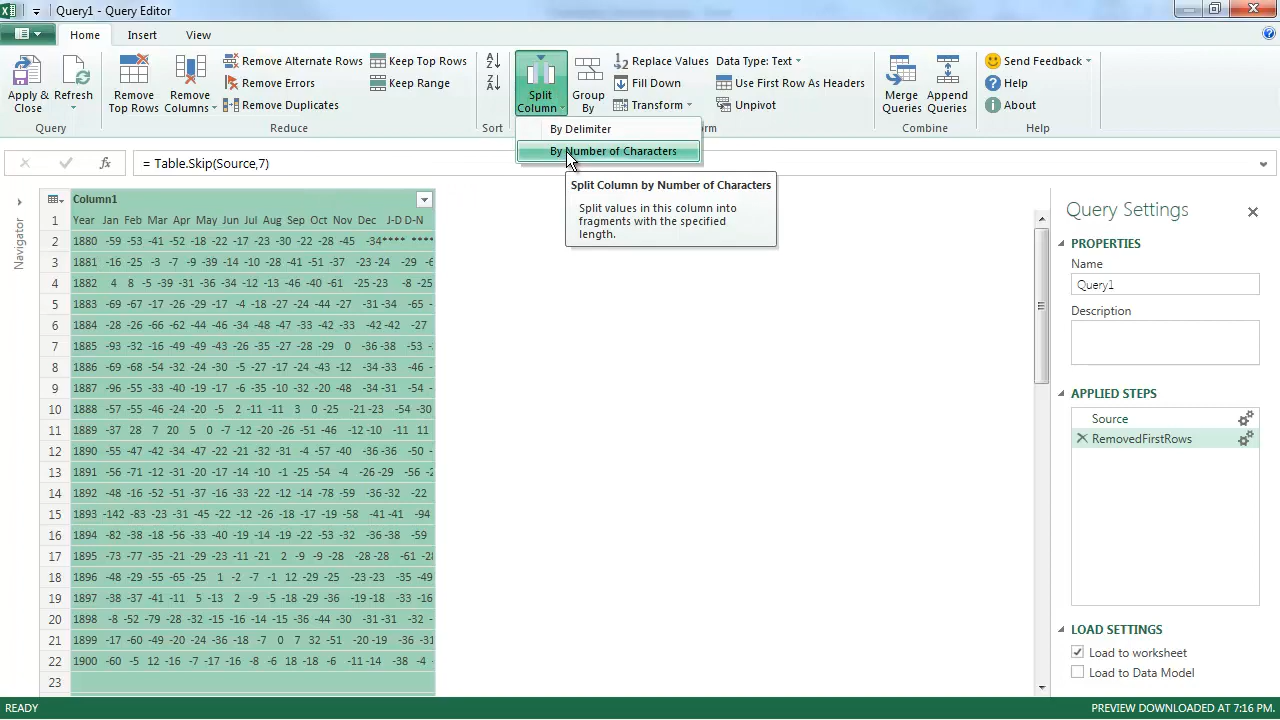 Query1 - Query Editor
Home Insert View
Apply & Close
Refresh
Query
Remove Top Rows
Remove Columns
Remove Alternate Rows
Remove Errors
Remove Duplicates
Keep Top Rows
Keep Range
Reduce
Sort
Split Column
Group By
Replace Values
Fill Down
Transform
Data Type: Text
Use First Row As Headers
Unpivot
Merge Queries
Append Queries
Combine
Send Feedback
Help
About
Help
By Delimiter
By Number of Characters
Split Column by Number of Characters
Split values in this column into
fragments with the specified
length.
fx = Table.Skip(Source,7)
Navigator
Column1
1 Year Jan Feb Mar Apr May Jun Jul Aug Sep Oct Nov Dec J-D D-N
2 1880 -59 -53 -41 -52 -18 -22 -17 -23 -30 -22 -28 -45 -34**** ****
3 1881 -16 -25 -3 -7 -9 -39 -14 -10 -28 -41 -51 -37 -23 -24 -29
4 1882 4 8 -5 -39 -31 -36 -34 -12 -13 -46 -40 -61 -25 -23 -8 -25
5 1883 -69 -67 -17 -26 -29 -17 -4 -18 -27 -24 -44 -27 -31 -34 -65
6 1884 -28 -26 -66 -62 -44 -46 -34 -48 -47 -33 -42 -33 -42 -42 -27
7 1885 -93 -32 -16 -49 -49 -43 -26 -35 -27 -28 -29 0 -36 -38 -53
8 1886 -69 -68 -54 -32 -24 -30 -5 -27 -17 -24 -43 -12 -34 -33 -46
9 1887 -96 -55 -33 -40 -19 -17 -6 -35 -10 -32 -20 -48 -34 -31 -54
10 1888 -57 -55 -46 -24 -20 -5 2 -11 -11 3 0 -25 -21 -23 -54 -30
11 1889 -37 28 7 20 5 0 -7 -12 -20 -26 -51 -46 -12 -10 -11 11
12 1890 -55 -47 -42 -34 -47 -22 -21 -32 -31 -4 -57 -40 -36 -36 -50
13 1891 -56 -71 -12 -31 -20 -17 -14 -10 -1 -25 -54 -4 -26 -29 -56
14 1892 -48 -16 -52 -51 -37 -16 -33 -22 -12 -14 -78 -59 -36 -32 -22
15 1893 -142 -83 -23 -31 -45 -22 -12 -26 -18 -17 -19 -58 -41 -41 -94
16 1894 -82 -38 -18 -56 -33 -40 -19 -14 -19 -22 -53 -32 -36 -38 -59
17 1895 -73 -77 -35 -21 -29 -23 -11 -21 2 -9 -9 -28 -28 -28 -61
18 1896 -48 -29 -55 -65 -25 1 -2 -7 -1 12 -29 -25 -23 -23 -35 -49
19 1897 -38 -37 -41 -11 5 -13 2 -9 -5 -18 -29 -36 -19 -18 -33 -16
20 1898 -8 -52 -79 -28 -32 -15 -16 -14 -15 -36 -44 -30 -31 -31 -32
21 1899 -17 -60 -49 -20 -24 -36 -18 -7 0 7 32 -51 -20 -19 -36 -31
22 1900 -60 -5 12 -16 -7 -17 -16 -8 -6 18 -18 -6 -11 -14 -38 -4
23
Query Settings
PROPERTIES
Name
Query1
Description
APPLIED STEPS
Source
RemovedFirstRows
LOAD SETTINGS
Load to worksheet
Load to Data Model
READY
PREVIEW DOWNLOADED AT 7:16 PM.